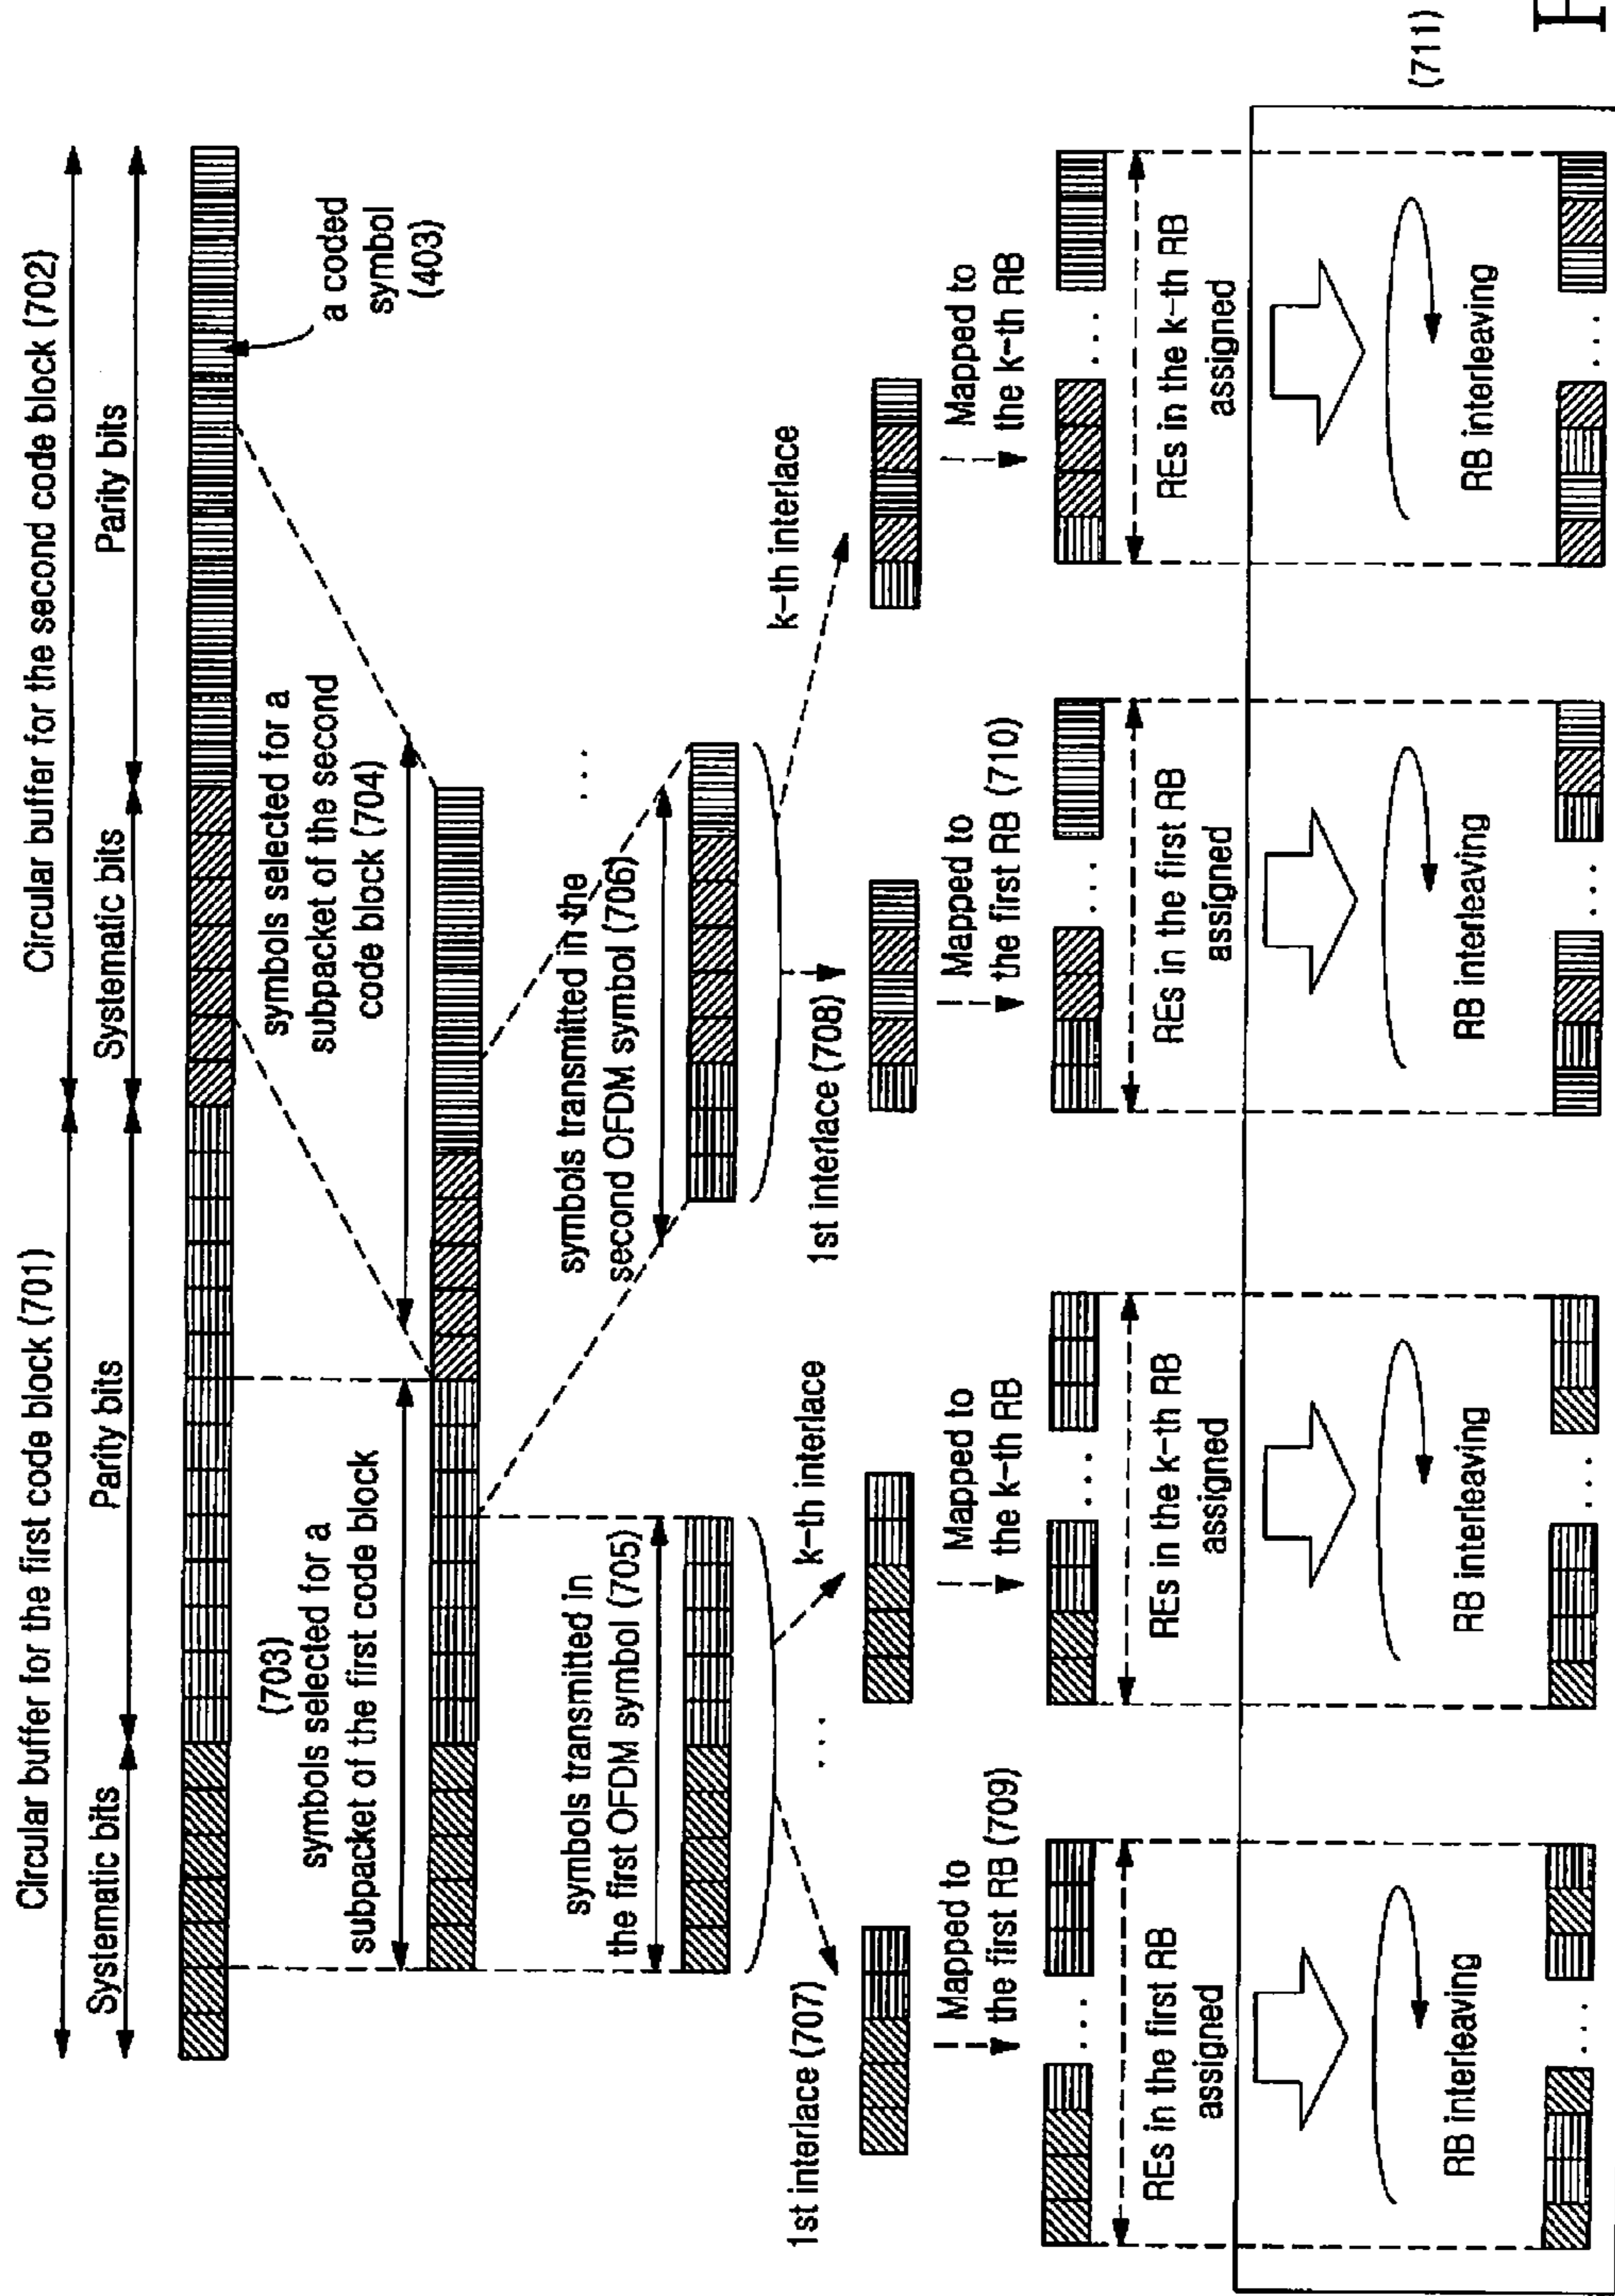 Circular buffer for the first code block (701)
Circular buffer for the second code block (702)
Systematic bits
Parity bits
Systematic bits
Parity bits
a coded
symbol
(403)
(703)
symbols selected for a
subpacket of the first code block
symbols selected for a
subpacket of the second
code block (704)
symbols transmitted in
the first OFDM symbol (705)
symbols transmitted in the
second OFDM symbol (706)
...
1st interlace (707)
...
k-th interlace
1st interlace (708)
k-th interlace
Mapped to
the first RB (709)
Mapped to
the k-th RB
Mapped to
the first RB (710)
Mapped to
the k-th RB
...
...
...
...
REs in the first RB
assigned
REs in the k-th RB
assigned
REs in the first RB
assigned
REs in the k-th RB
assigned
(711)
RB interleaving
RB interleaving
RB interleaving
RB interleaving
...
...
...
...